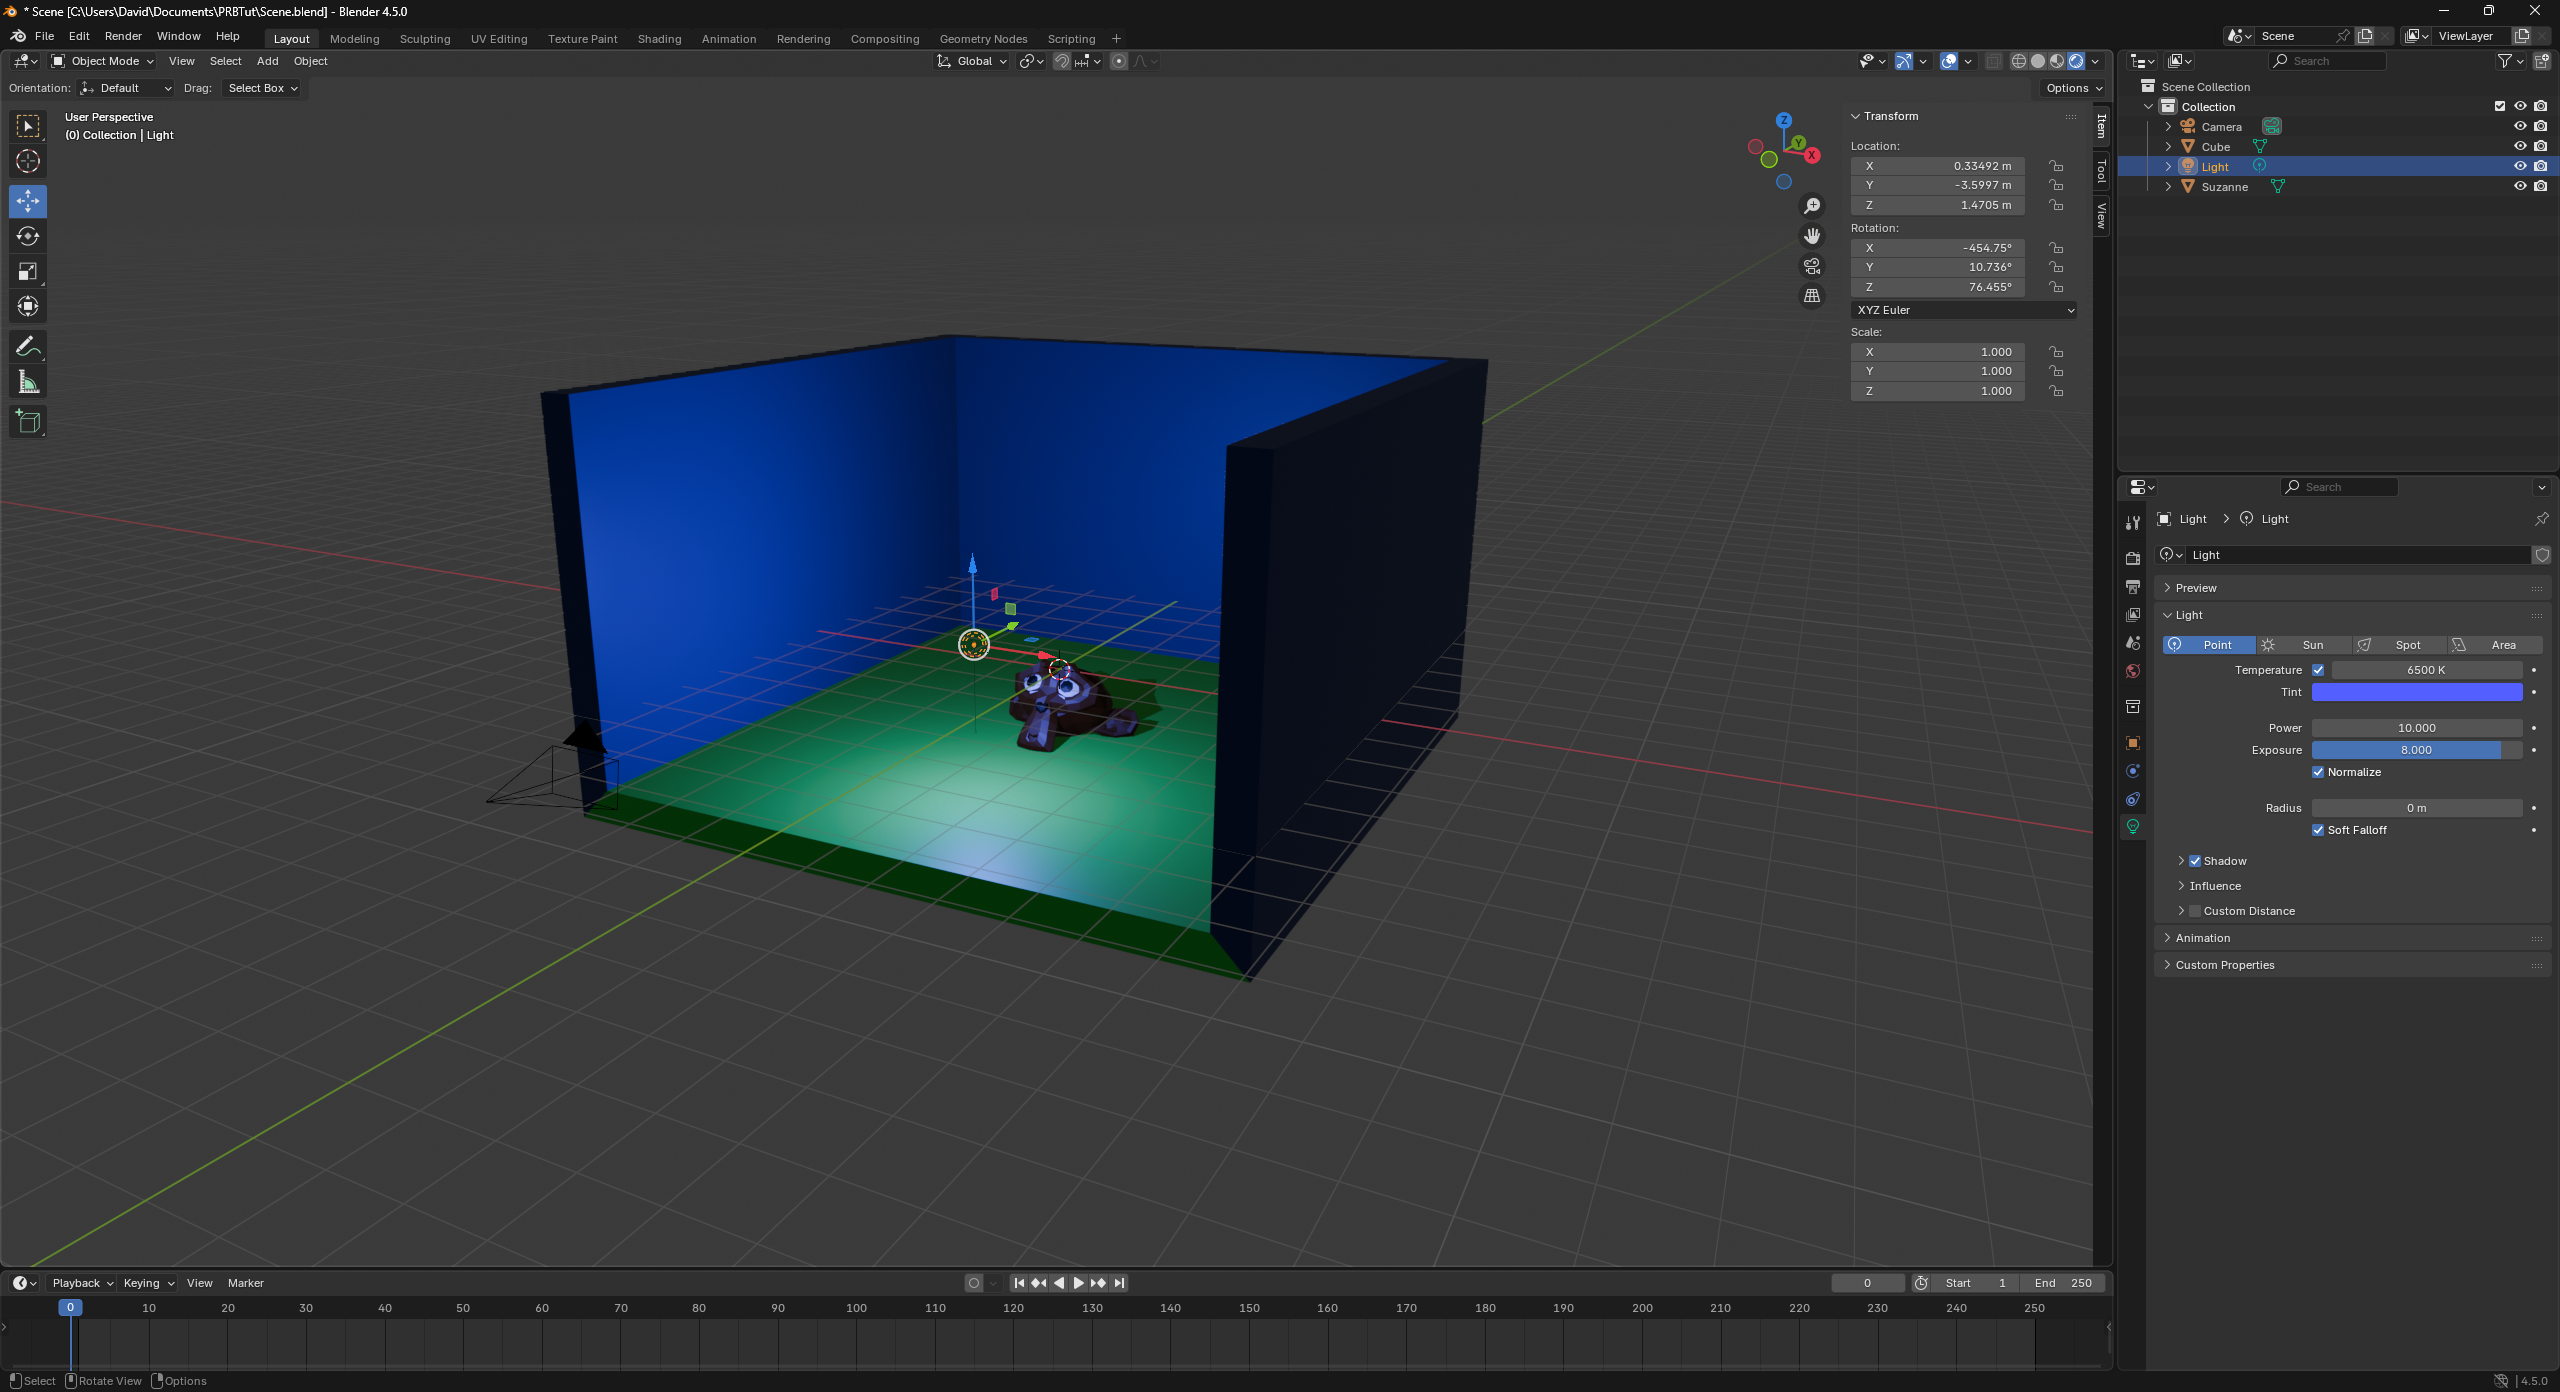 * Scene [C:\Users\David\Documents\PRBTut\Scene.blend] - Blender 4.5.0
File Edit Render Window Help Layout Modeling Sculpting UV Editing Texture Paint Shading Animation Rendering Compositing Geometry Nodes Scripting +
Scene ViewLayer
Object Mode View Select Add Object Global
Search
Orientation: Default Drag: Select Box Options
User Perspective
(0) Collection | Light
Z
Y
X
Item
Tool
View
Transform
Location:
X 0.33492 m
Y -3.5997 m
Z 1.4705 m
Rotation:
X -454.75°
Y 10.736°
Z 76.455°
XYZ Euler
Scale:
X 1.000
Y 1.000
Z 1.000
Scene Collection
Collection
Camera
Cube
Light
Suzanne
Search
Light > Light
Light
Preview
Light
Point Sun Spot Area
Temperature 6500 K
Tint
Power 10.000
Exposure 8.000
Normalize
Radius 0 m
Soft Falloff
Shadow
Influence
Custom Distance
Animation
Custom Properties
Playback Keying View Marker 0 Start 1 End 250
0 10 20 30 40 50 60 70 80 90 100 110 120 130 140 150 160 170 180 190 200 210 220 230 240 250
Select Rotate View Options 4.5.0